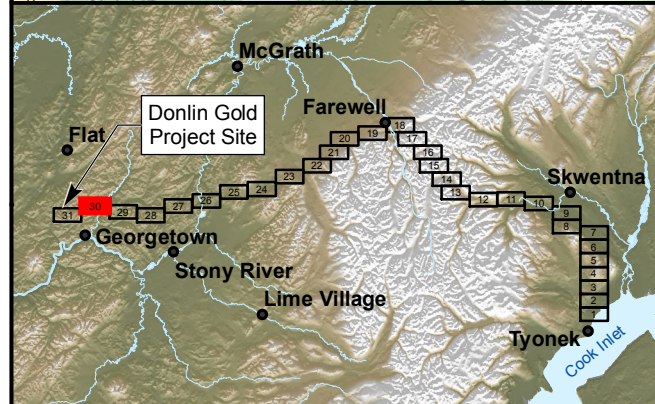 McGrath
Donlin Gold
Project Site
Farewell
Flat
18
19
17
20
16
21
15
22
14
23
13
24
25
26
27
28
29
30
31
12
11
10
Skwentna
9
8
7
6
5
4
3
2
1
Georgetown
Stony River
Lime Village
Tyonek
Cook Inlet